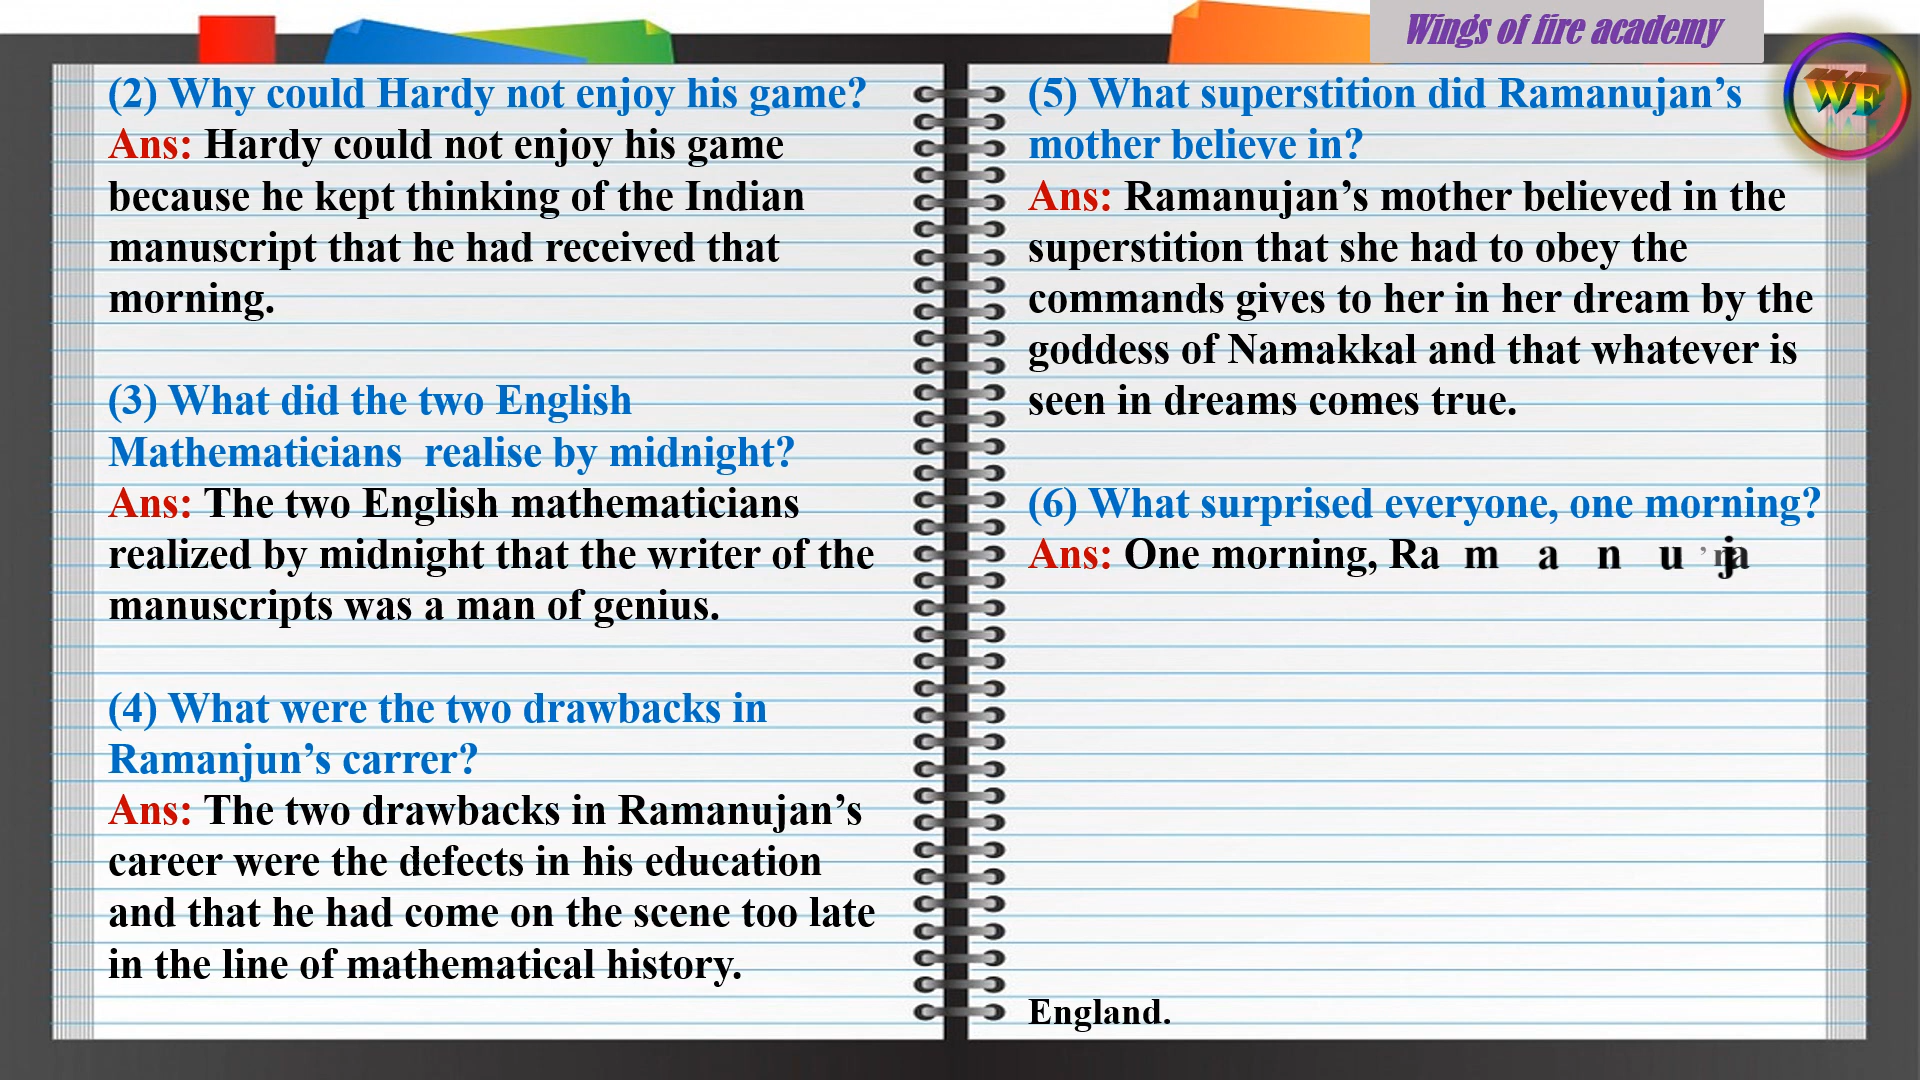 Wings of fire academy
WF
(2) Why could Hardy not enjoy his game?
Ans: Hardy could not enjoy his game
because he kept thinking of the Indian
manuscript that he had received that
morning.
(3) What did the two English
Mathematicians realise by midnight?
Ans: The two English mathematicians
realized by midnight that the writer of the
manuscripts was a man of genius.
(4) What were the two drawbacks in
Ramanjun’s carrer?
Ans: The two drawbacks in Ramanujan’s
career were the defects in his education
and that he had come on the scene too late
in the line of mathematical history.
(5) What superstition did Ramanujan’s
mother believe in?
Ans: Ramanujan’s mother believed in the
superstition that she had to obey the
commands gives to her in her dream by the
goddess of Namakkal and that whatever is
seen in dreams comes true.
(6) What surprised everyone, one morning?
Ans: One morning, Ra m a n u j
England.